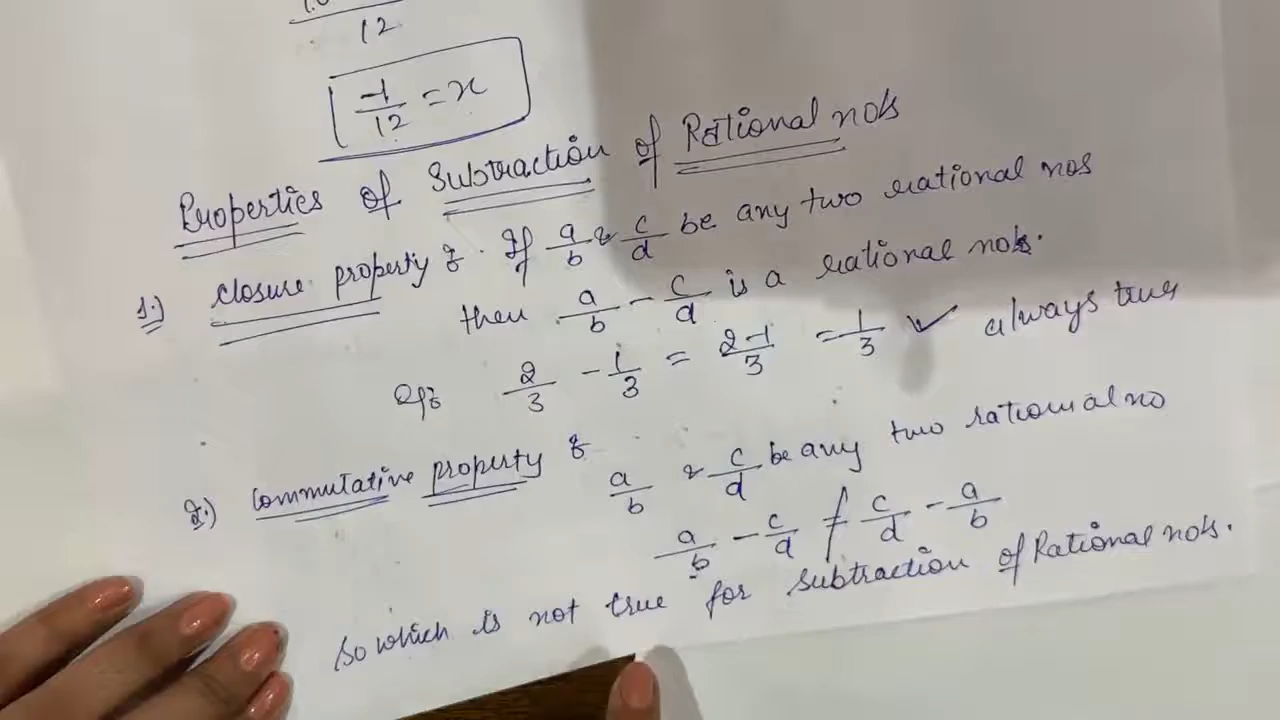 12
-1/12 = x
Properties of Subtraction of Rational nos
1.) closure property :- If a/b & c/d be any two rational nos
then a/b - c/d is a rational nos.
eg:- 2/3 - 1/3 = 2-1/3 = 1/3 ✓ always true
2.) Commutative property :-
a/b & c/d be any two rational no
a/b - c/d ≠ c/d - a/b
so which is not true for subtraction of Rational nos.